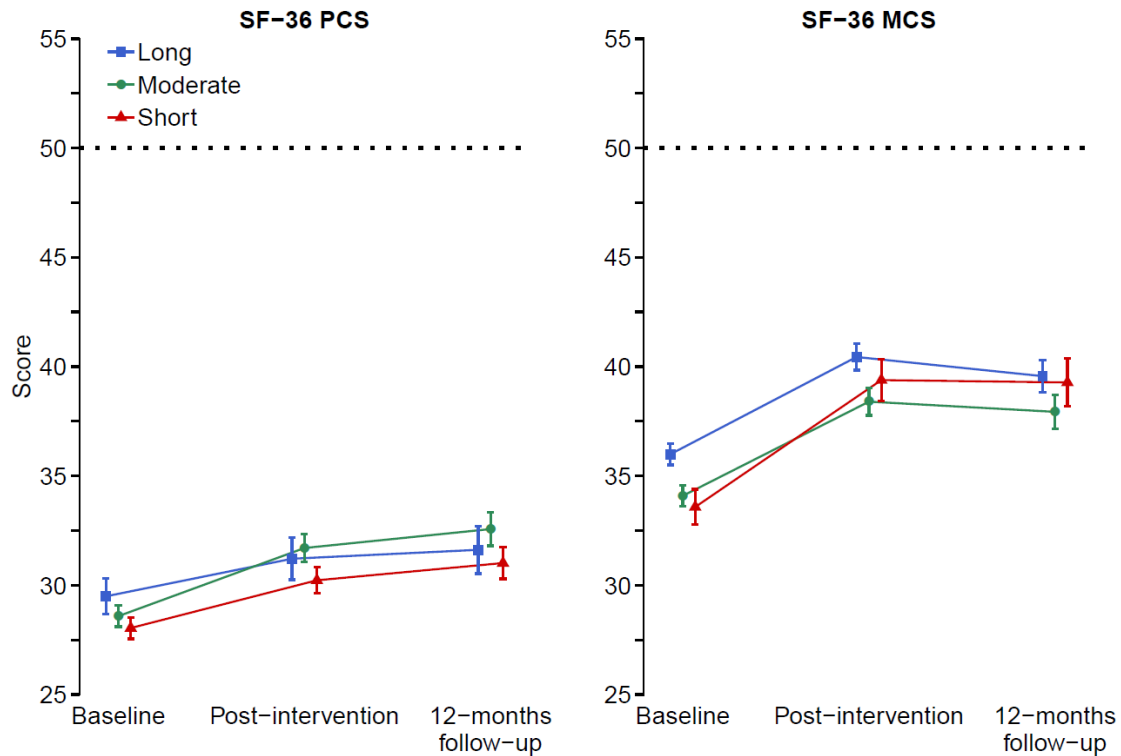 SF−36 PCS
SF−36 MCS
Long
Moderate
Short
Score
55
50
45
40
35
30
25
Baseline
Post−intervention
12−months
follow−up
55
50
45
40
35
30
25
Baseline
Post−intervention
12−months
follow−up